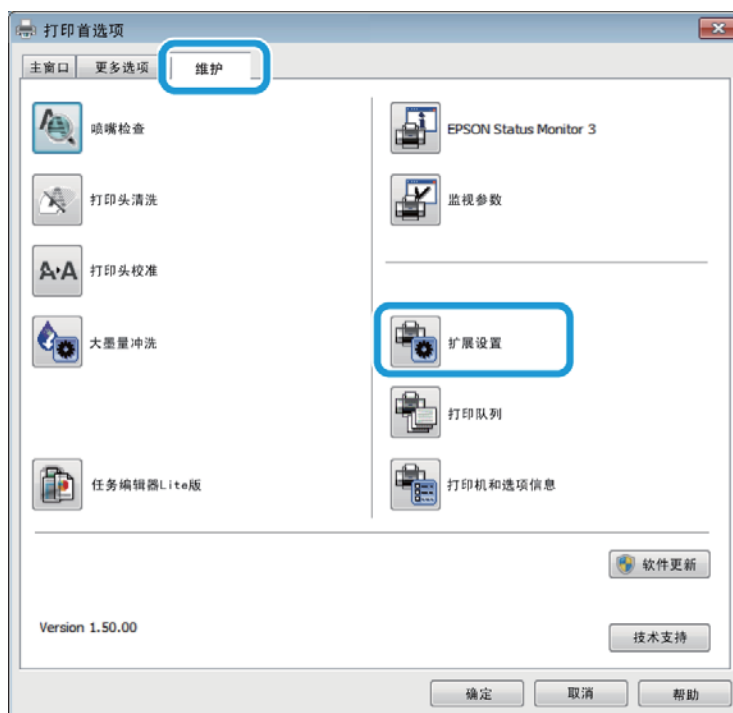 打印首选项
主窗口 更多选项 维护
喷嘴检查
打印头清洗
A·A 打印头校准
大墨量冲洗
任务编辑器Lite版
EPSON Status Monitor 3
监视参数
扩展设置
打印队列
打印机和选项信息
软件更新
Version 1.50.00
技术支持
确定 取消 帮助